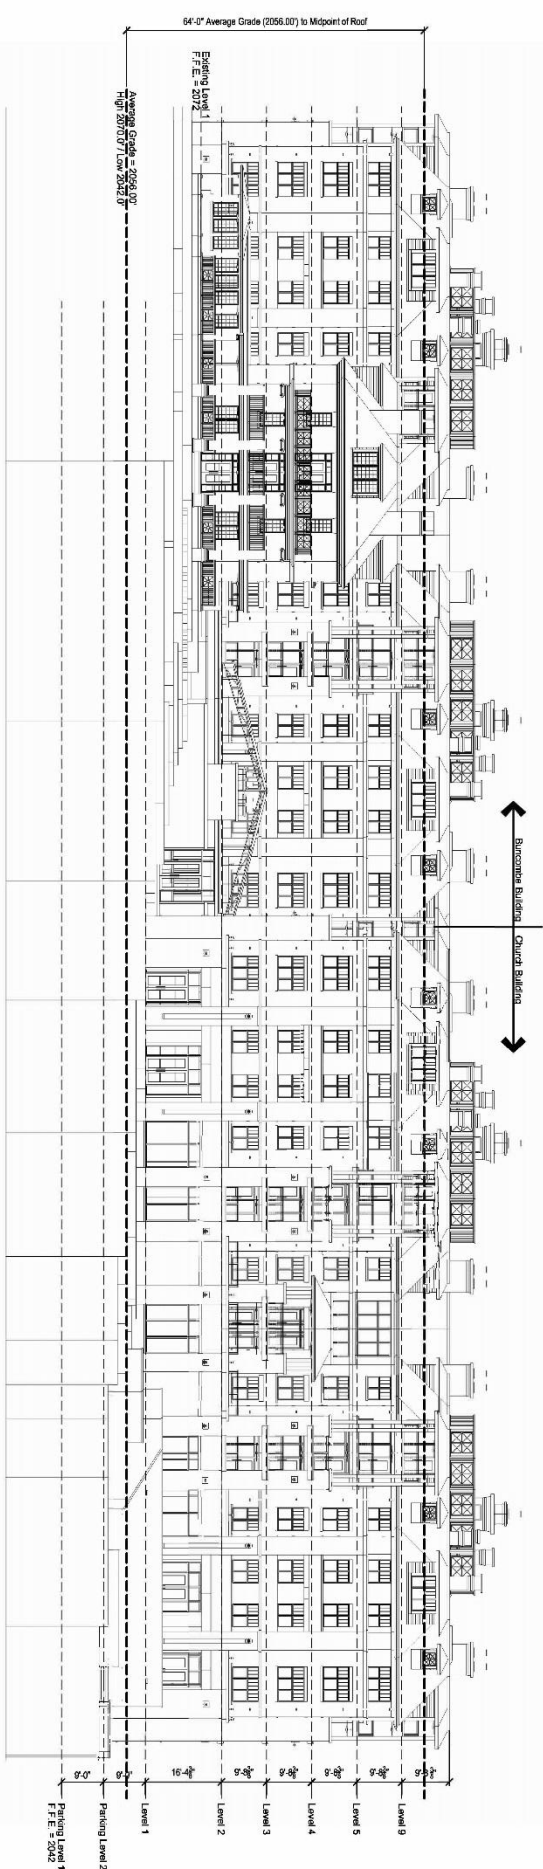 64'-0" Average Grade (2056.00') to Midpoint of Roof
Existing Level 1
F.F.E. = 2072'
Average Grade = 2056.00'
High 2070.0' / Low 2042.0'
Buncombe Building
Church Building
9'-0"
16'-4"
Level 9
Level 5
Level 4
Level 3
Level 2
Level 1
Parking Level 2
Parking Level 1
F.F.E. = 2042'